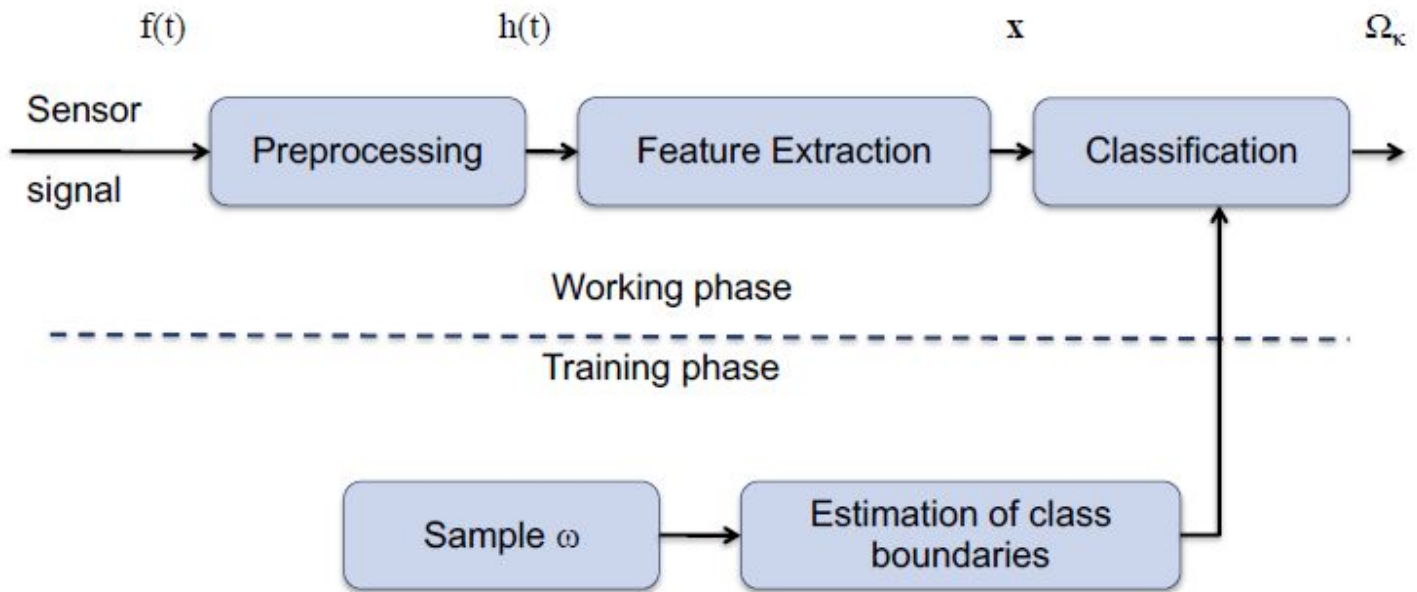 f(t)
h(t)
x
Ωκ
Sensor
signal
Preprocessing
Feature Extraction
Classification
Working phase
Training phase
Sample ω
Estimation of class
boundaries